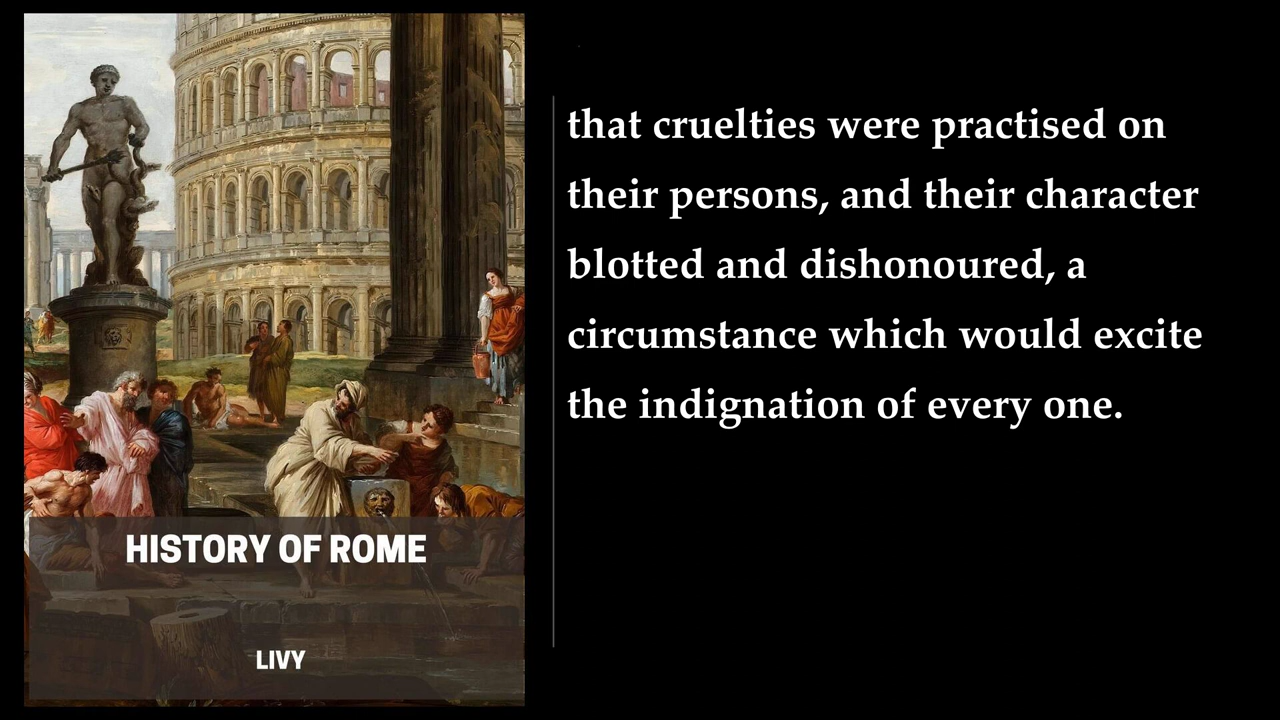 that cruelties were practised on
their persons, and their character
blotted and dishonoured, a
circumstance which would excite
the indignation of every one.
HISTORY OF ROME
LIVY